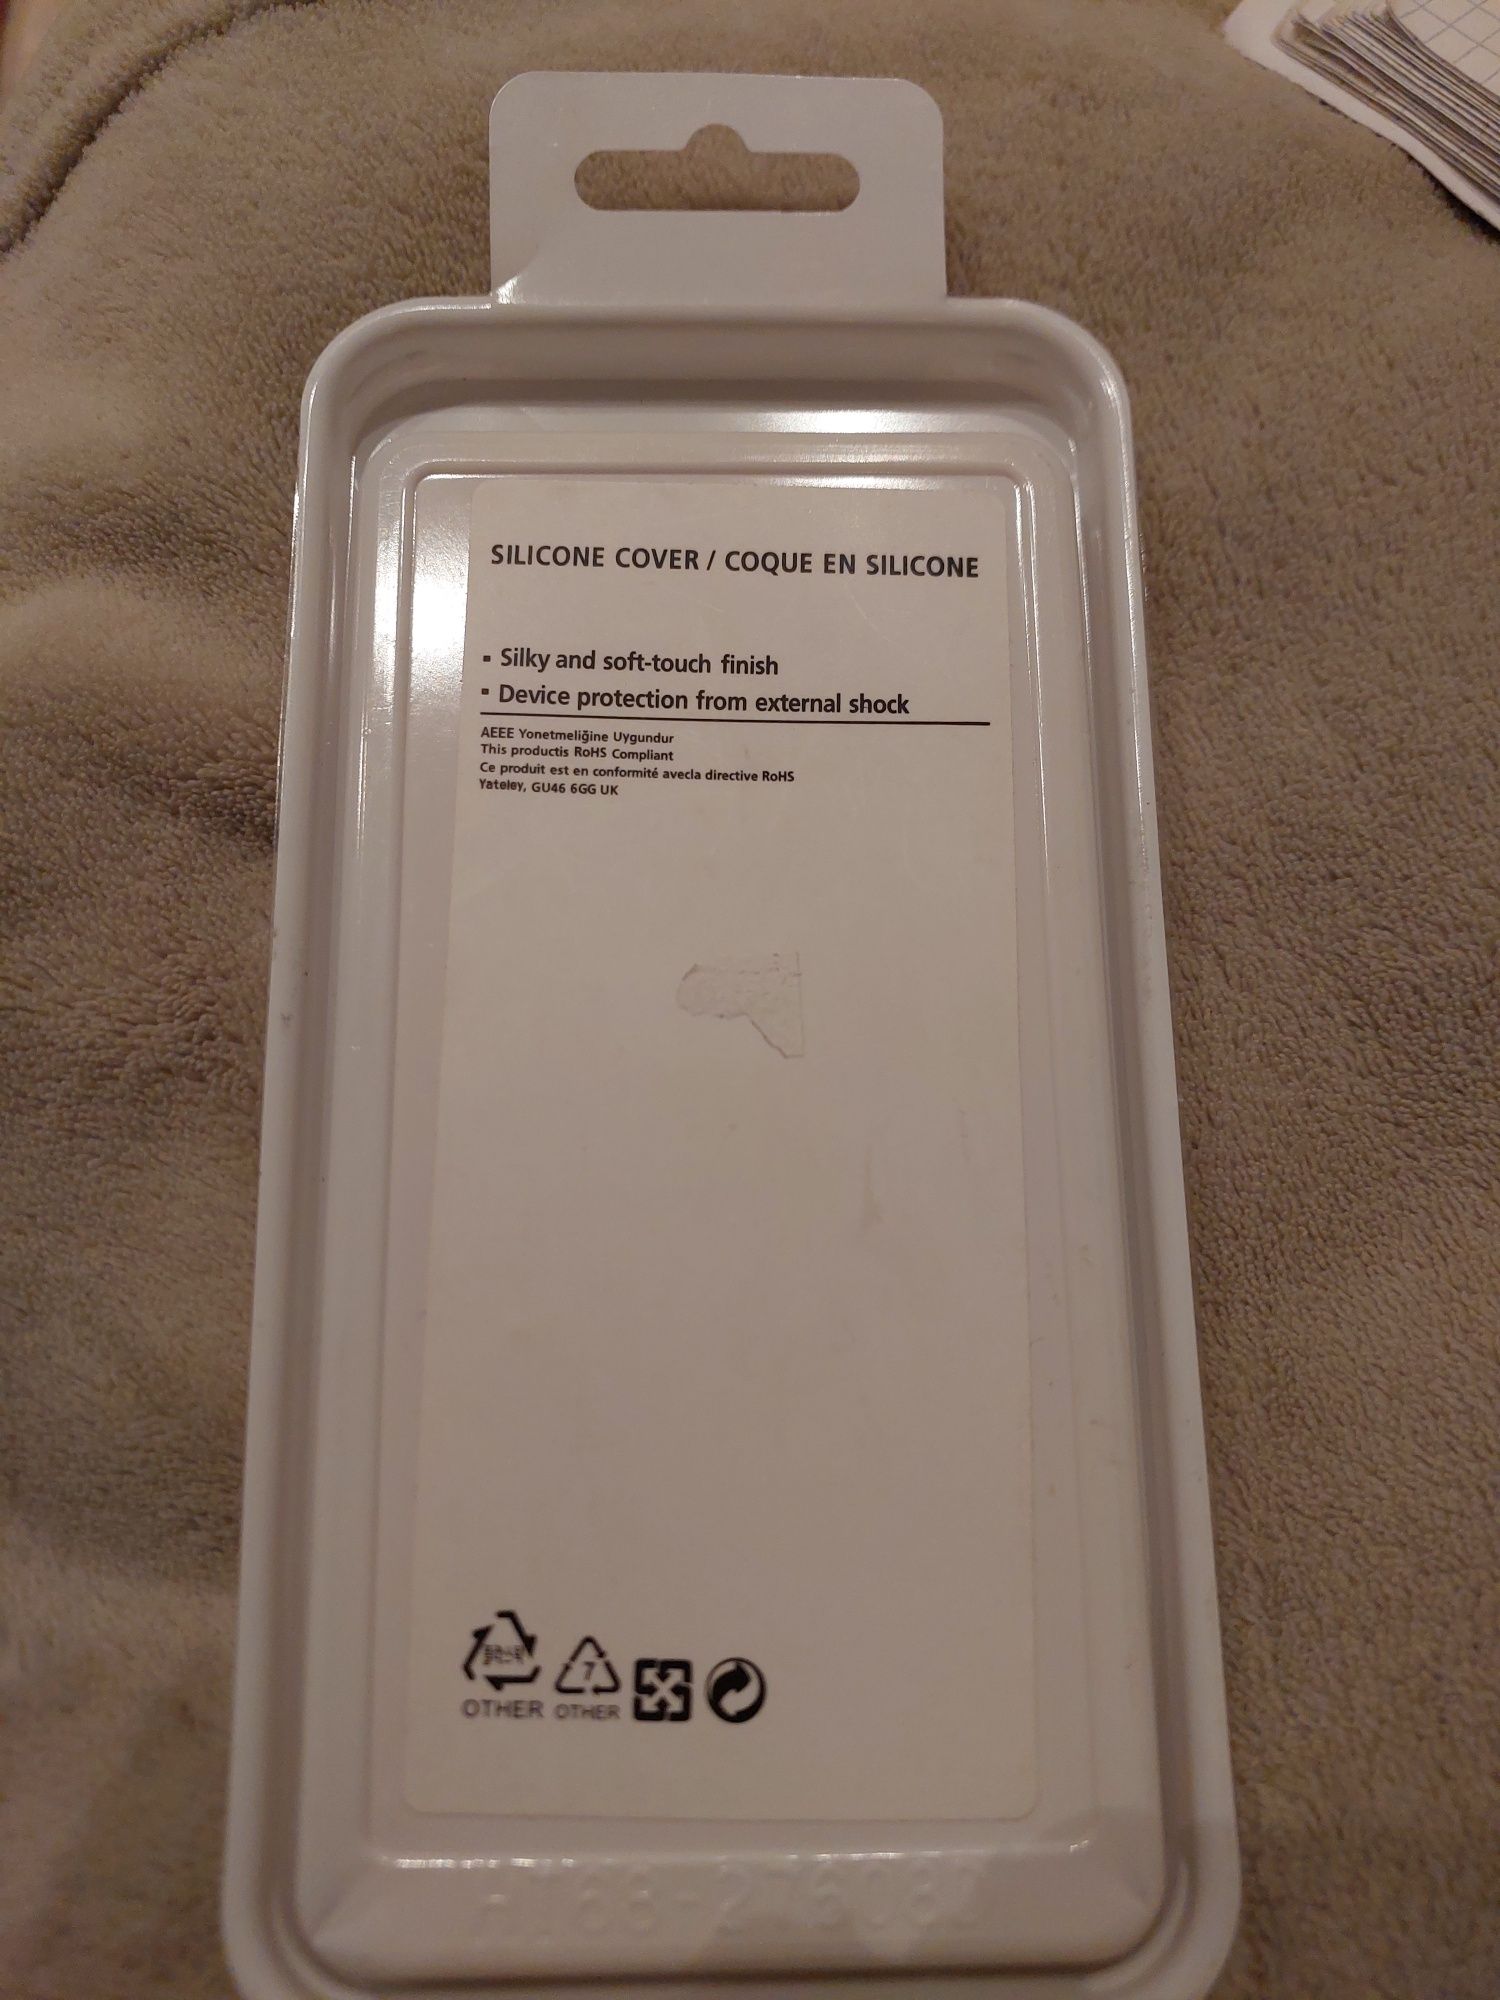 SILICONE COVER / COQUE EN SILICONE
▪ Silky and soft-touch finish
▪ Device protection from external shock
AEEE Yonetmeliğine Uygundur
This productis RoHS Compliant
Ce produit est en conformité avecla directive RoHS
Yateley, GU46 6GG UK
7
OTHER OTHER